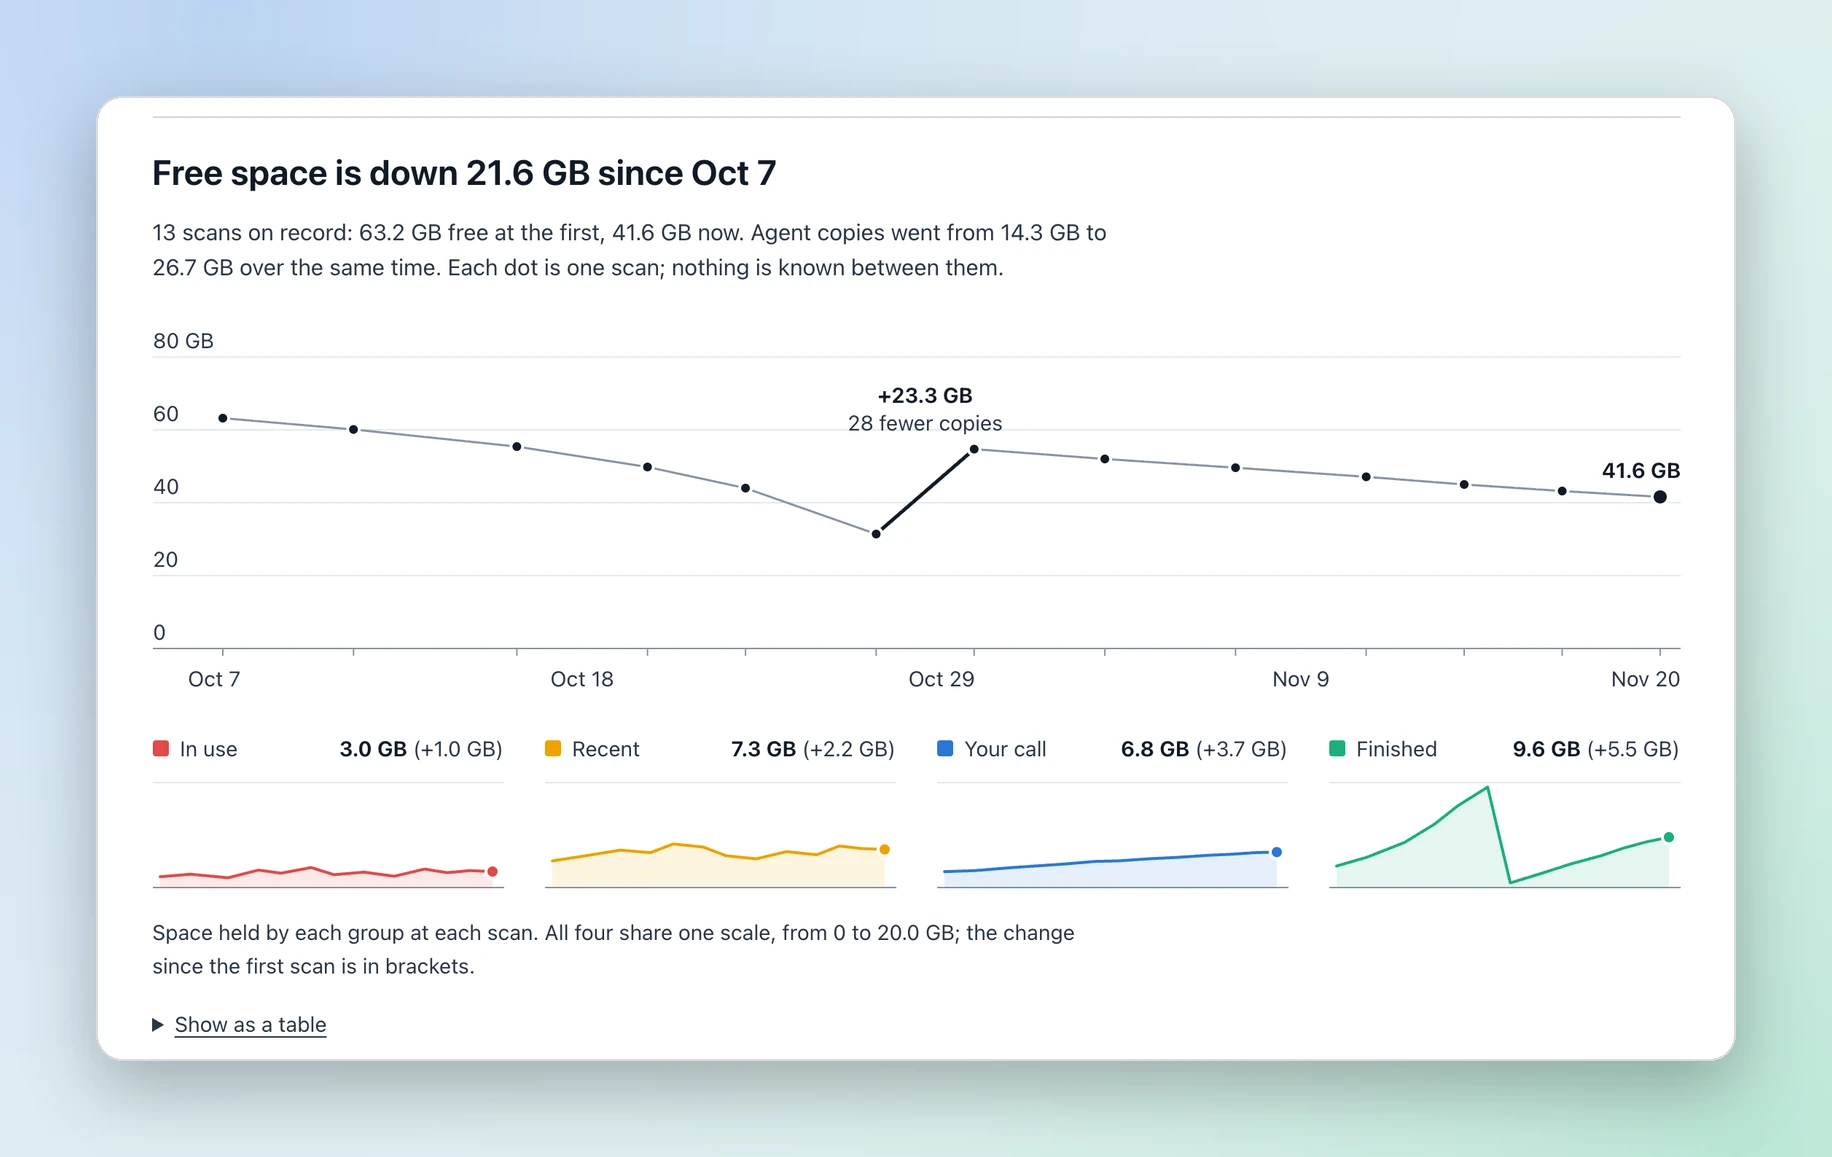 Free space is down 21.6 GB since Oct 7
13 scans on record: 63.2 GB free at the first, 41.6 GB now. Agent copies went from 14.3 GB to
26.7 GB over the same time. Each dot is one scan; nothing is known between them.
80 GB
+23.3 GB
28 fewer copies
60
41.6 GB
40
20
0
Oct 7
Oct 18
Oct 29
Nov 9
Nov 20
In use 3.0 GB (+1.0 GB)
Recent 7.3 GB (+2.2 GB)
Your call 6.8 GB (+3.7 GB)
Finished 9.6 GB (+5.5 GB)
Space held by each group at each scan. All four share one scale, from 0 to 20.0 GB; the change
since the first scan is in brackets.
Show as a table